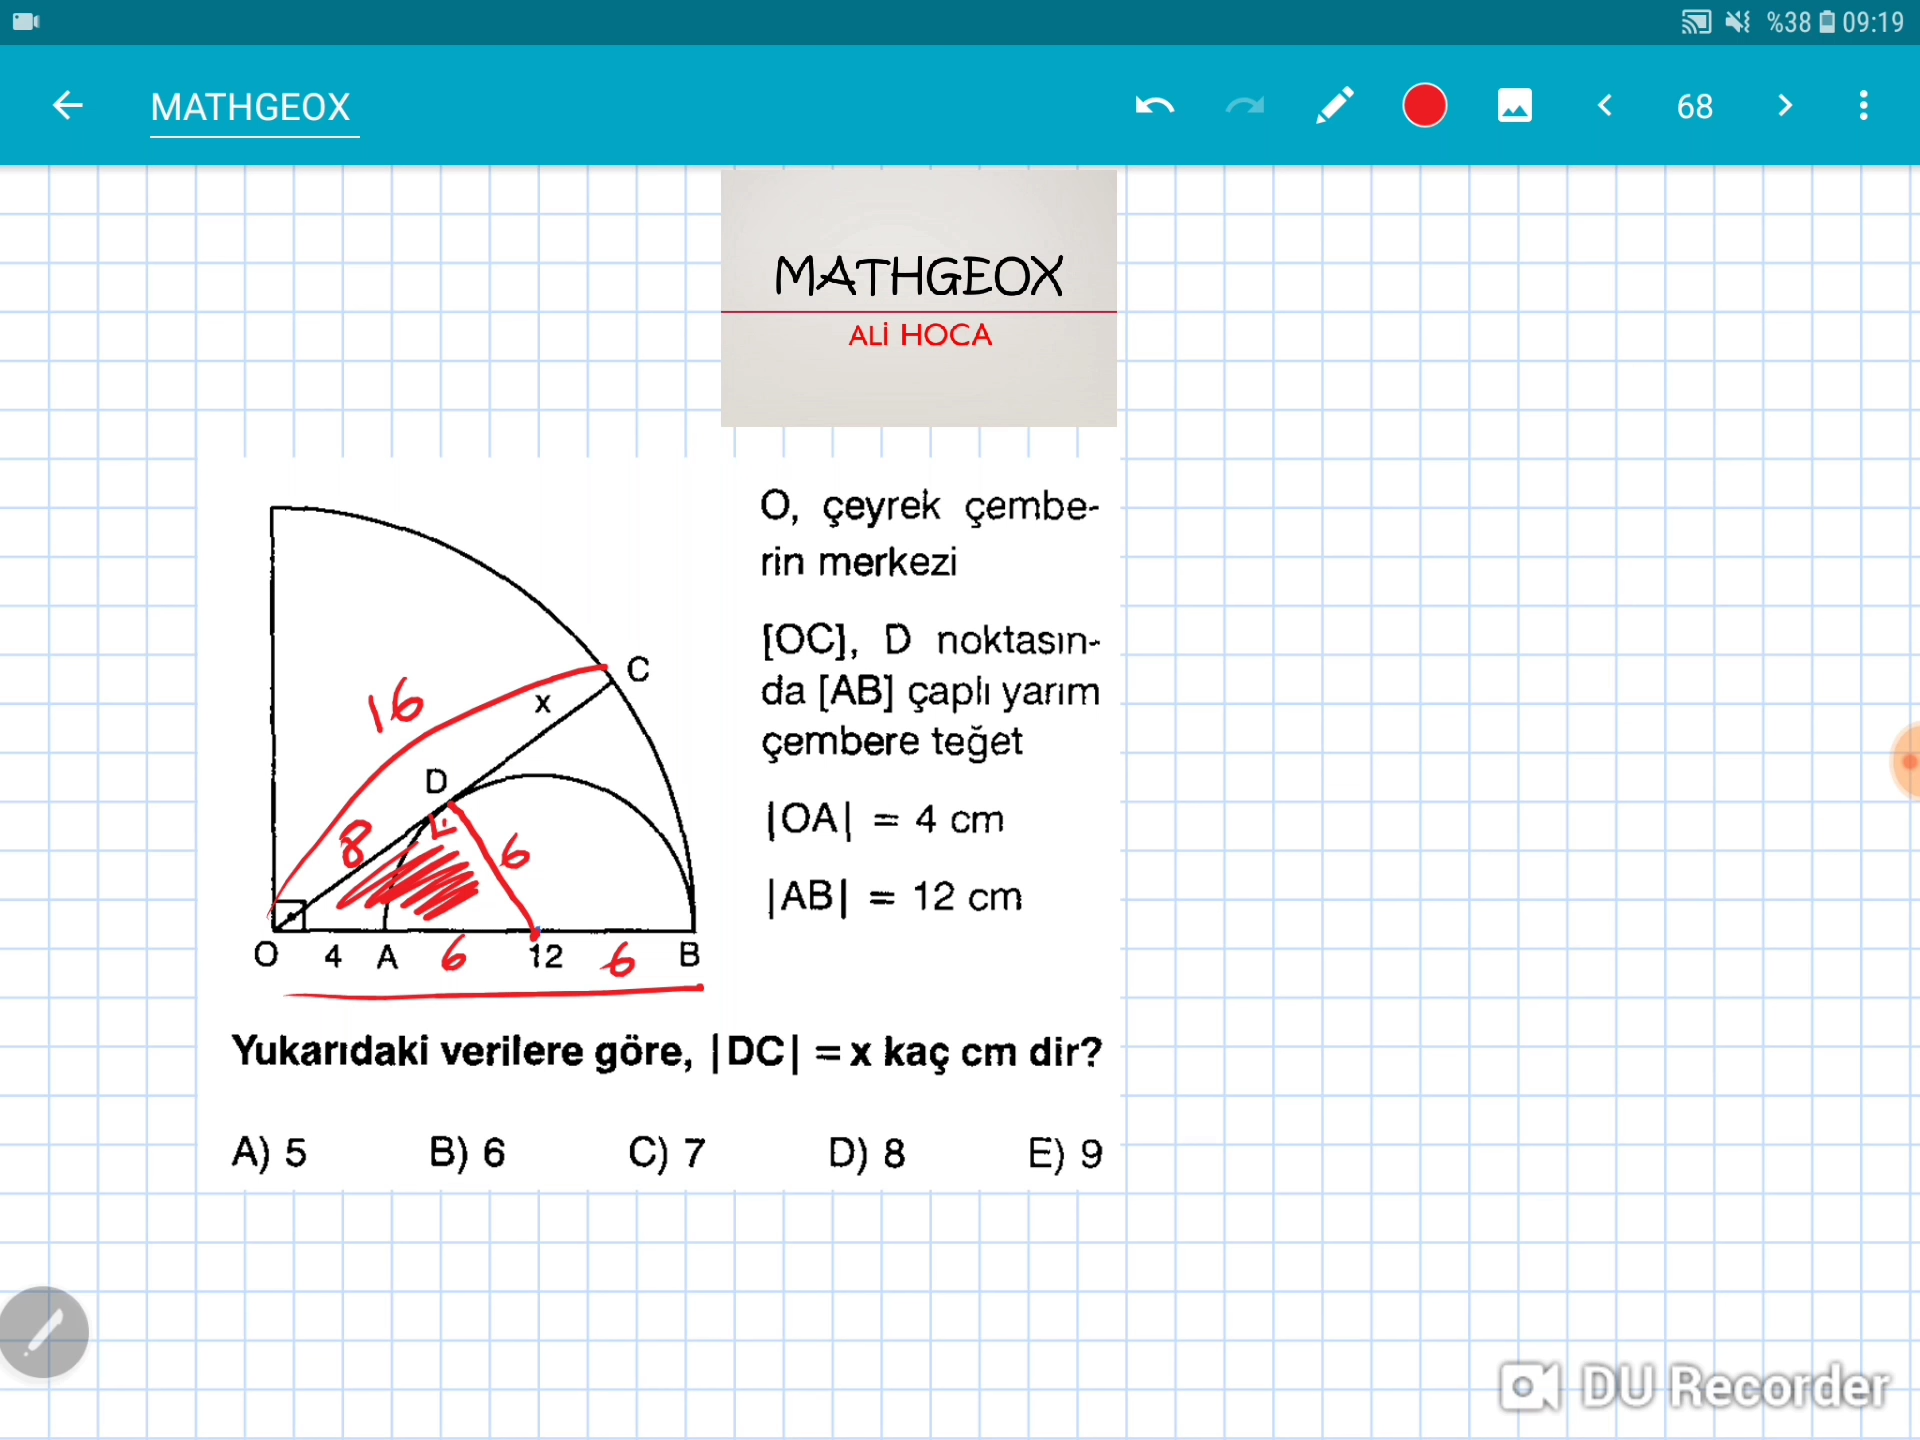 %38 09:19
MATHGEOX
68
MATHGEOX
ALİ HOCA
O, çeyrek çembe-
rin merkezi
[OC], D noktasın-
da [AB] çaplı yarım
çembere teğet
|OA| = 4 cm
|AB| = 12 cm
C
x
16
D
8
6
O 4 A 6 12 6 B
Yukarıdaki verilere göre, |DC| = x kaç cm dir?
A) 5 B) 6 C) 7 D) 8 E) 9
DU Recorder